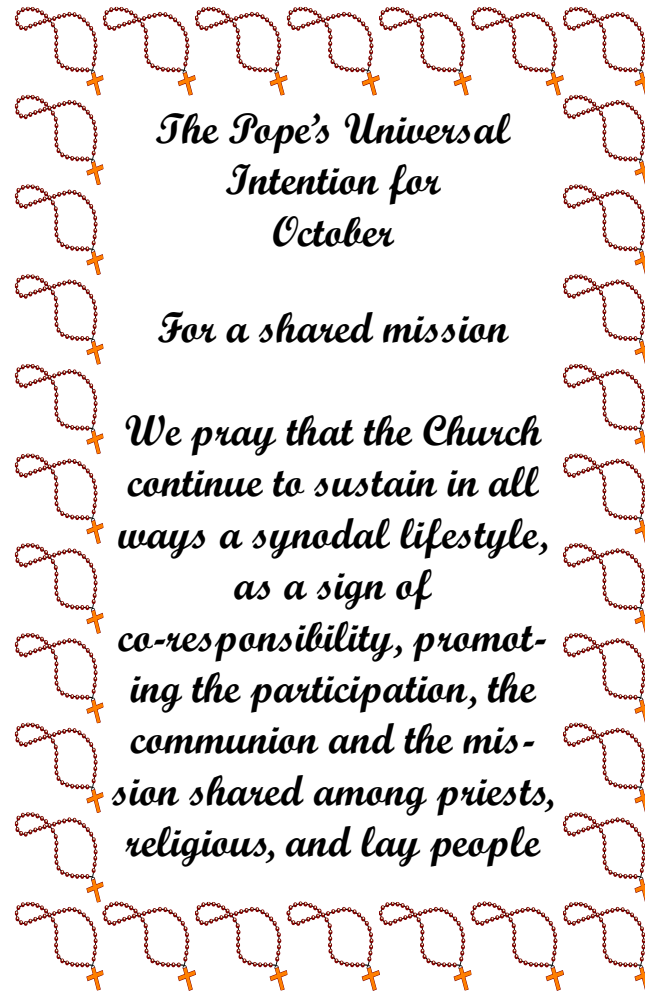 The Pope's Universal
Intention for
October
For a shared mission
We pray that the Church
continue to sustain in all
ways a synodal lifestyle,
as a sign of
co-responsibility, promot-
ing the participation, the
communion and the mis-
sion shared among priests,
religious, and lay people